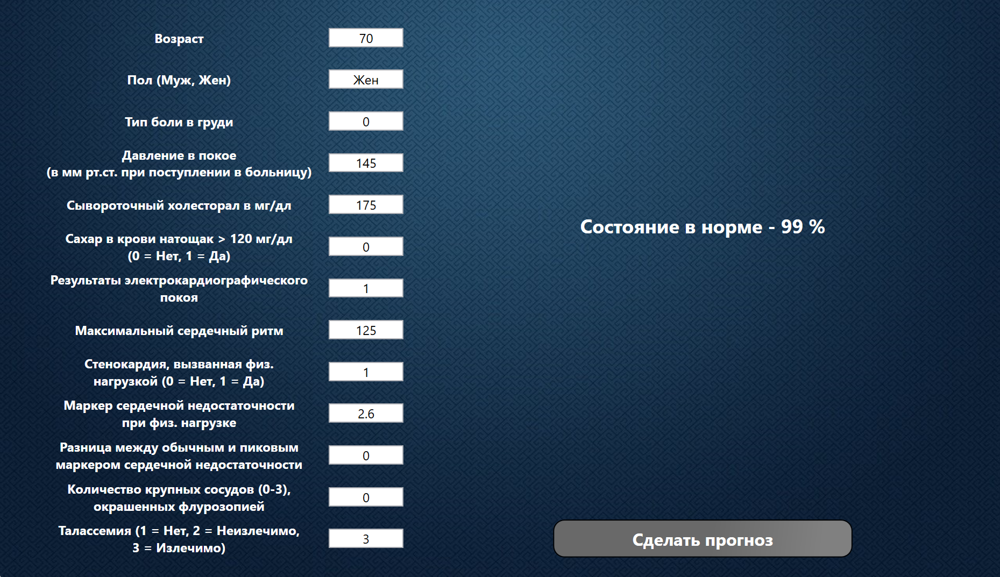 Возраст
70
Пол (Муж, Жен)
Жен
Тип боли в груди
0
Давление в покое
(в мм рт.ст. при поступлении в больницу)
145
Сывороточный холесторал в мг/дл
175
Состояние в норме - 99 %
Сахар в крови натощак > 120 мг/дл
(0 = Нет, 1 = Да)
0
Результаты электрокардиографического
покоя
1
Максимальный сердечный ритм
125
Стенокардия, вызванная физ.
нагрузкой (0 = Нет, 1 = Да)
1
Маркер сердечной недостаточности
при физ. нагрузке
2.6
Разница между обычным и пиковым
маркером сердечной недостаточности
0
Количество крупных сосудов (0-3),
окрашенных флурозопией
0
Талассемия (1 = Нет, 2 = Неизлечимо,
3 = Излечимо)
3
Сделать прогноз